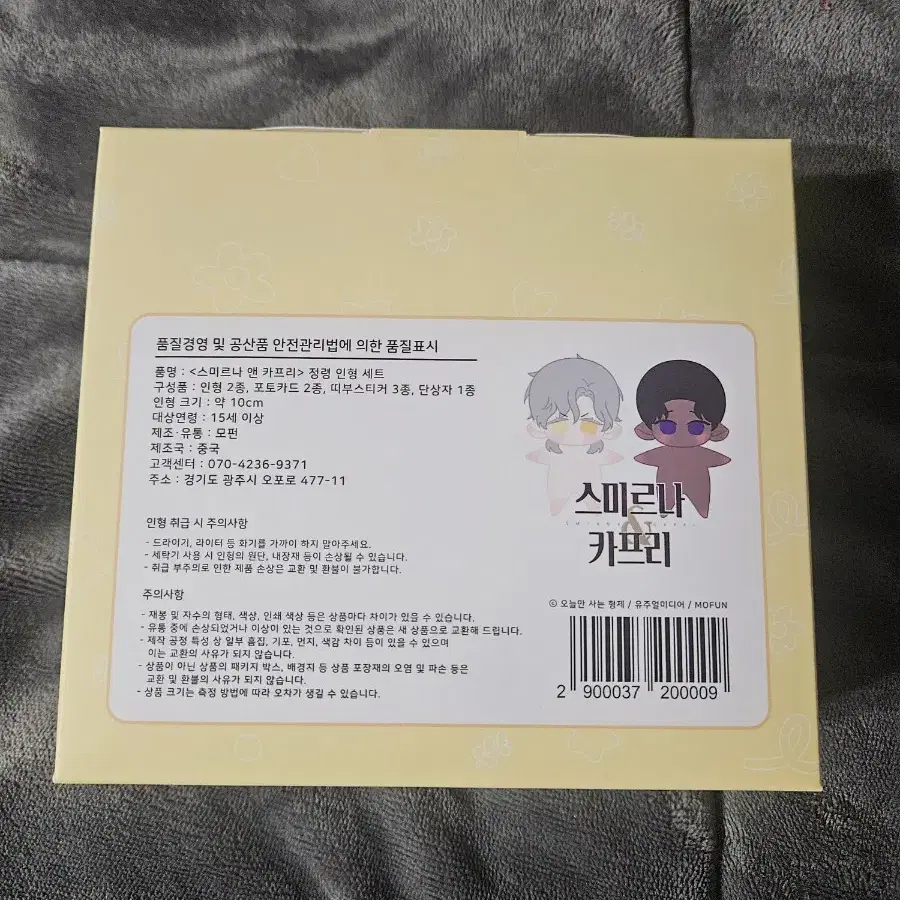 품질경영 및 공산품 안전관리법에 의한 품질표시
품명 : <스미르나 앤 카프리> 정령 인형 세트
구성품 : 인형 2종, 포토카드 2종, 띠부스티커 3종, 단상자 1종
인형 크기 : 약 10cm
대상연령 : 15세 이상
제조·유통 : 모펀
제조국 : 중국
고객센터 : 070-4236-9371
주소 : 경기도 광주시 오포로 477-11
인형 취급 시 주의사항
- 드라이기, 라이터 등 화기를 가까이 하지 말아주세요.
- 세탁기 사용 시 인형의 원단, 내장재 등이 손상될 수 있습니다.
- 취급 부주의로 인한 제품 손상은 교환 및 환불이 불가합니다.
주의사항
- 재봉 및 자수의 형태, 색상, 인쇄 색상 등은 상품마다 차이가 있을 수 있습니다.
- 유통 중에 손상되었거나 이상이 있는 것으로 확인된 상품은 새 상품으로 교환해 드립니다.
- 제작 공정 특성 상 일부 흠집, 기포, 먼지, 색감 차이 등이 있을 수 있으며
이는 교환의 사유가 되지 않습니다.
- 상품이 아닌 상품의 패키지 박스, 배경지 등 상품 포장재의 오염 및 파손 등은
교환 및 환불의 사유가 되지 않습니다.
- 상품 크기는 측정 방법에 따라 오차가 생길 수 있습니다.
스미르나
&
카프리
ⓒ 오늘만 사는 형제 / 유주얼미디어 / MOFUN
2 900037 200009